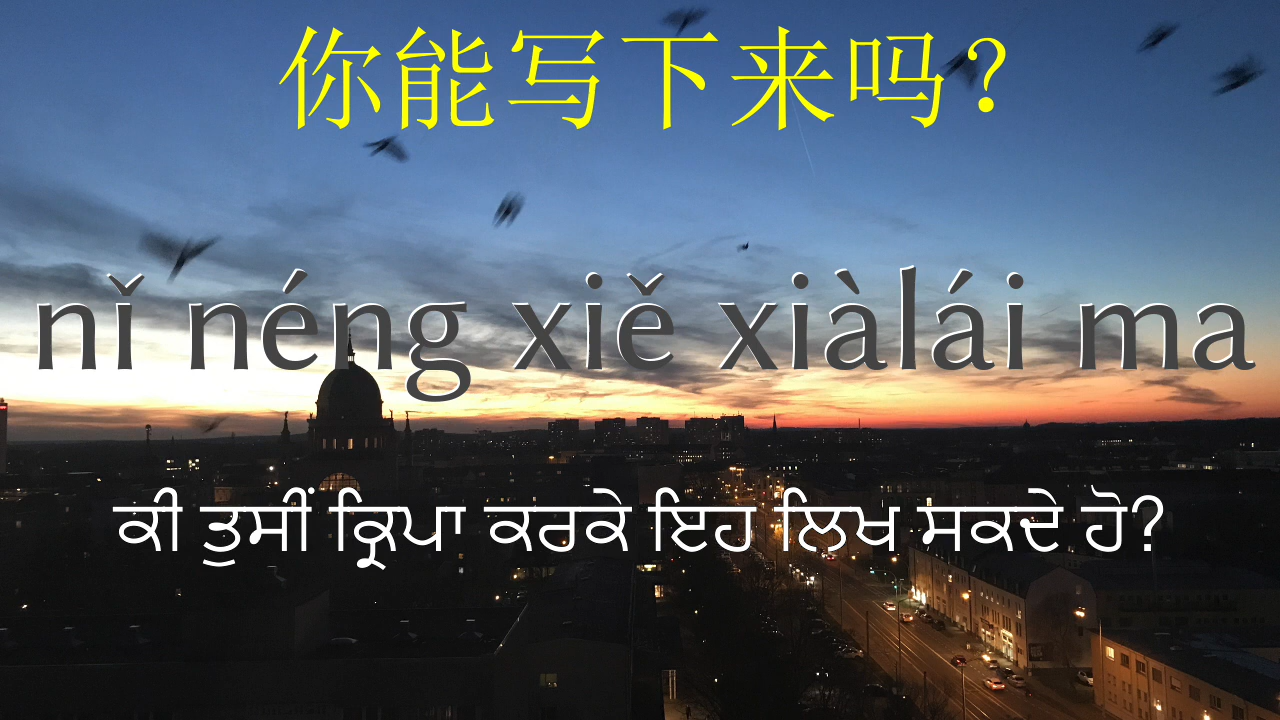 你能写下来吗？
nǐ néng xiě xiàlái ma
ਕੀ ਤੁਸੀਂ ਕ੍ਰਿਪਾ ਕਰਕੇ ਇਹ ਲਿਖ ਸਕਦੇ ਹੋ?